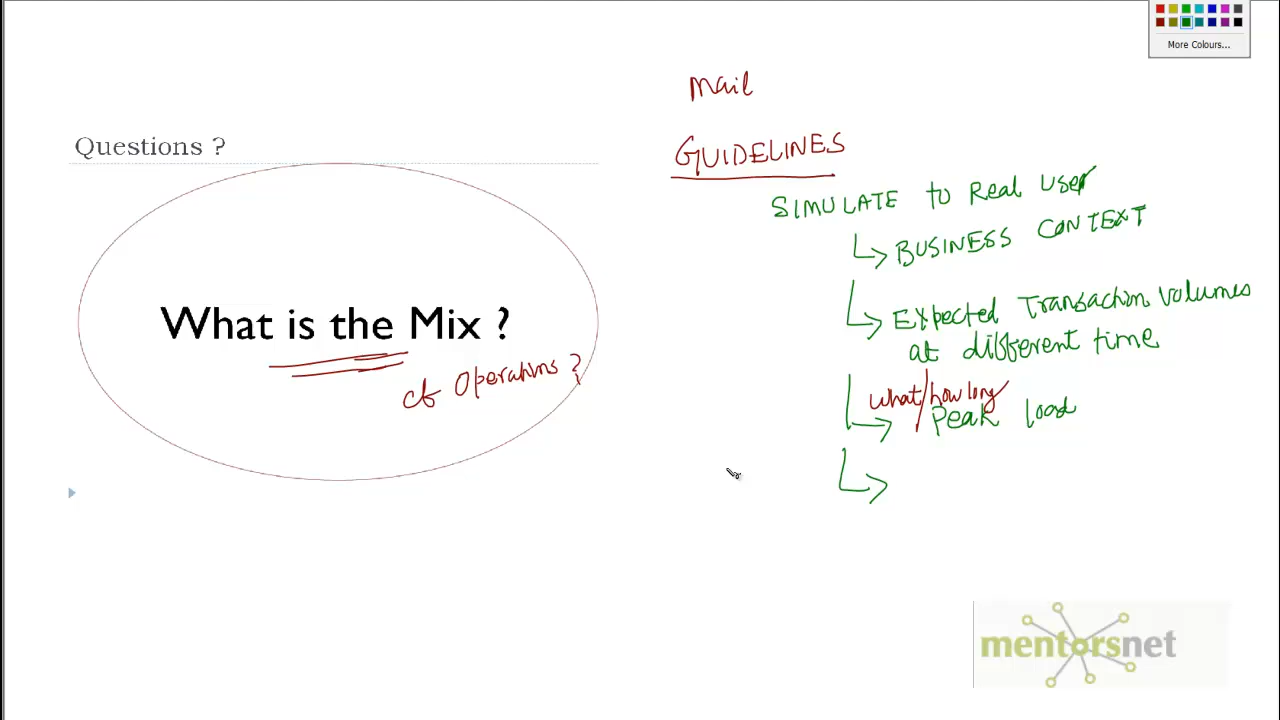 More Colours...
Mail
Questions ?
GUIDELINES
SIMULATE to Real User
BUSINESS CONTEXT
What is the Mix ?
of Operations ?
Expected Transaction Volumes
at different time
what/how long
Peak load
mentorsnet